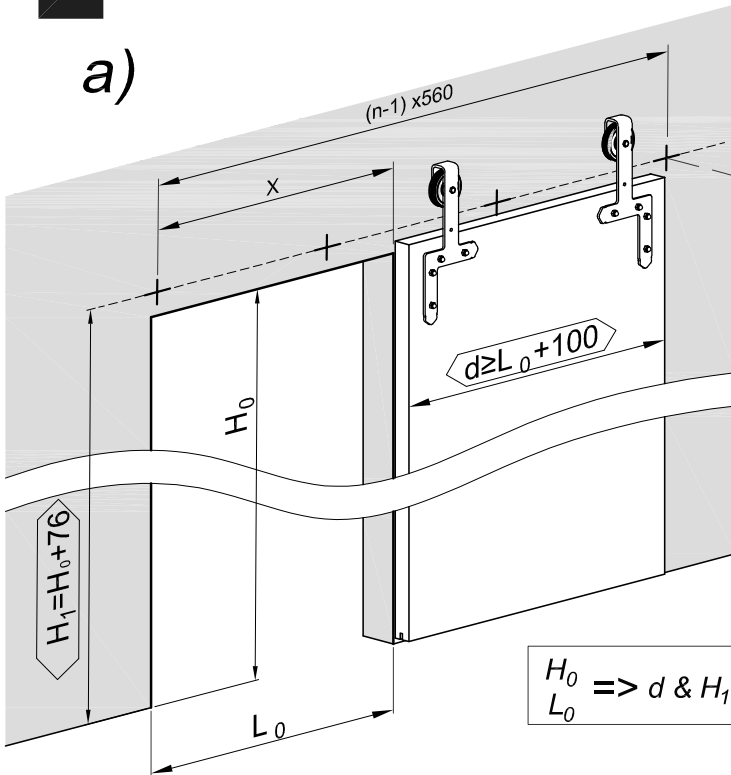 a)
(n-1) x560
x
d≥L₀+100
H₀
H₁=H₀+76
L₀
H₀
L₀
=> d & H₁